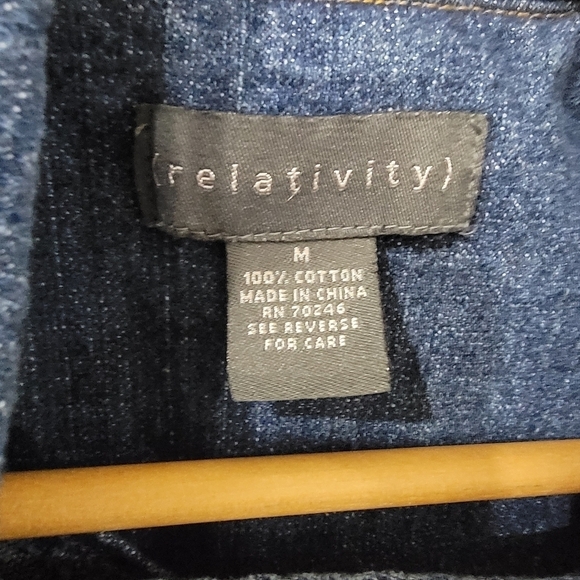 (relativity)
M
100% COTTON
MADE IN CHINA
RN 70246
SEE REVERSE
FOR CARE